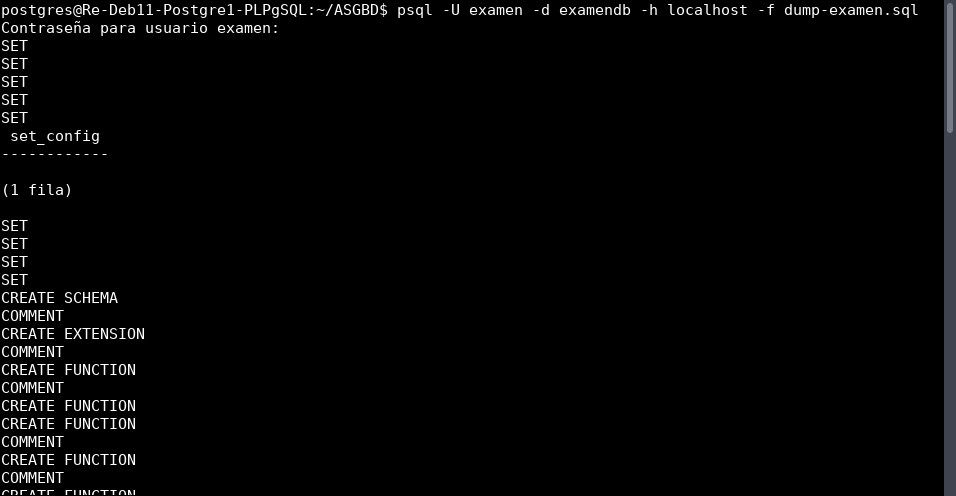 postgres@Re-Deb11-Postgre1-PLPgSQL:~/ASGBD$ psql -U examen -d examendb -h localhost -f dump-examen.sql
Contraseña para usuario examen:
SET
SET
SET
SET
SET
 set_config
------------

(1 fila)

SET
SET
SET
SET
CREATE SCHEMA
COMMENT
CREATE EXTENSION
COMMENT
CREATE FUNCTION
COMMENT
CREATE FUNCTION
CREATE FUNCTION
COMMENT
CREATE FUNCTION
COMMENT
CREATE FUNCTION